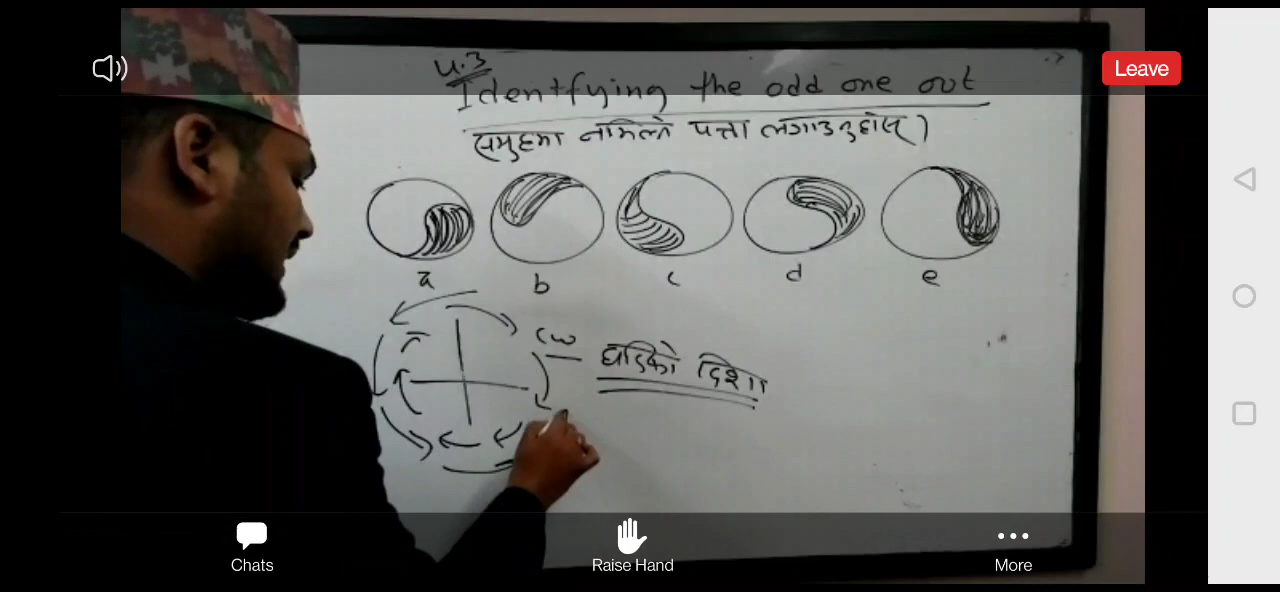 4.3
Identfying the odd one out
समुहमा नमिल्ने पत्ता लगाउनुहोस्)
a b c d e
CW
घडिको दिशा
Leave
Chats
Raise Hand
More